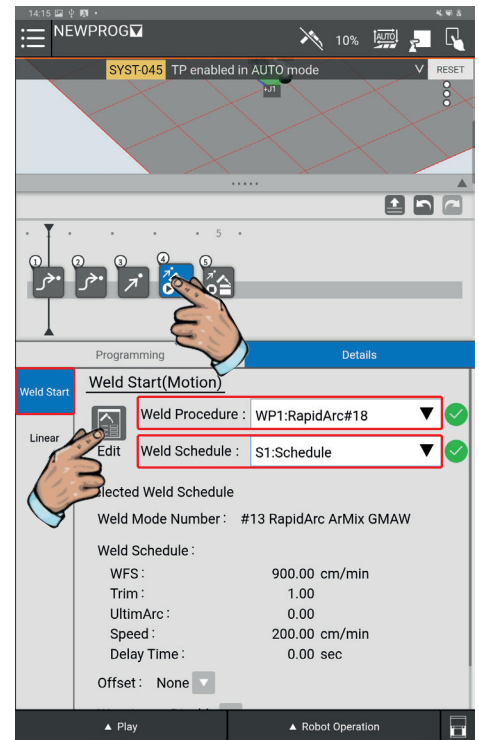 14:15
NEWPROG
10%
AUTO
SYST-045 TP enabled in AUTO mode
RESET
+J1
5
1 2 3 4 5
Programming
Details
Weld Start
Weld Start(Motion)
Weld Procedure : WP1:RapidArc#18
Linear
Edit
Weld Schedule : S1:Schedule
elected Weld Schedule
Weld Mode Number : #13 RapidArc ArMix GMAW
Weld Schedule :
WFS : 900.00 cm/min
Trim : 1.00
UltimArc : 0.00
Speed : 200.00 cm/min
Delay Time : 0.00 sec
Offset : None
▲ Play
▲ Robot Operation